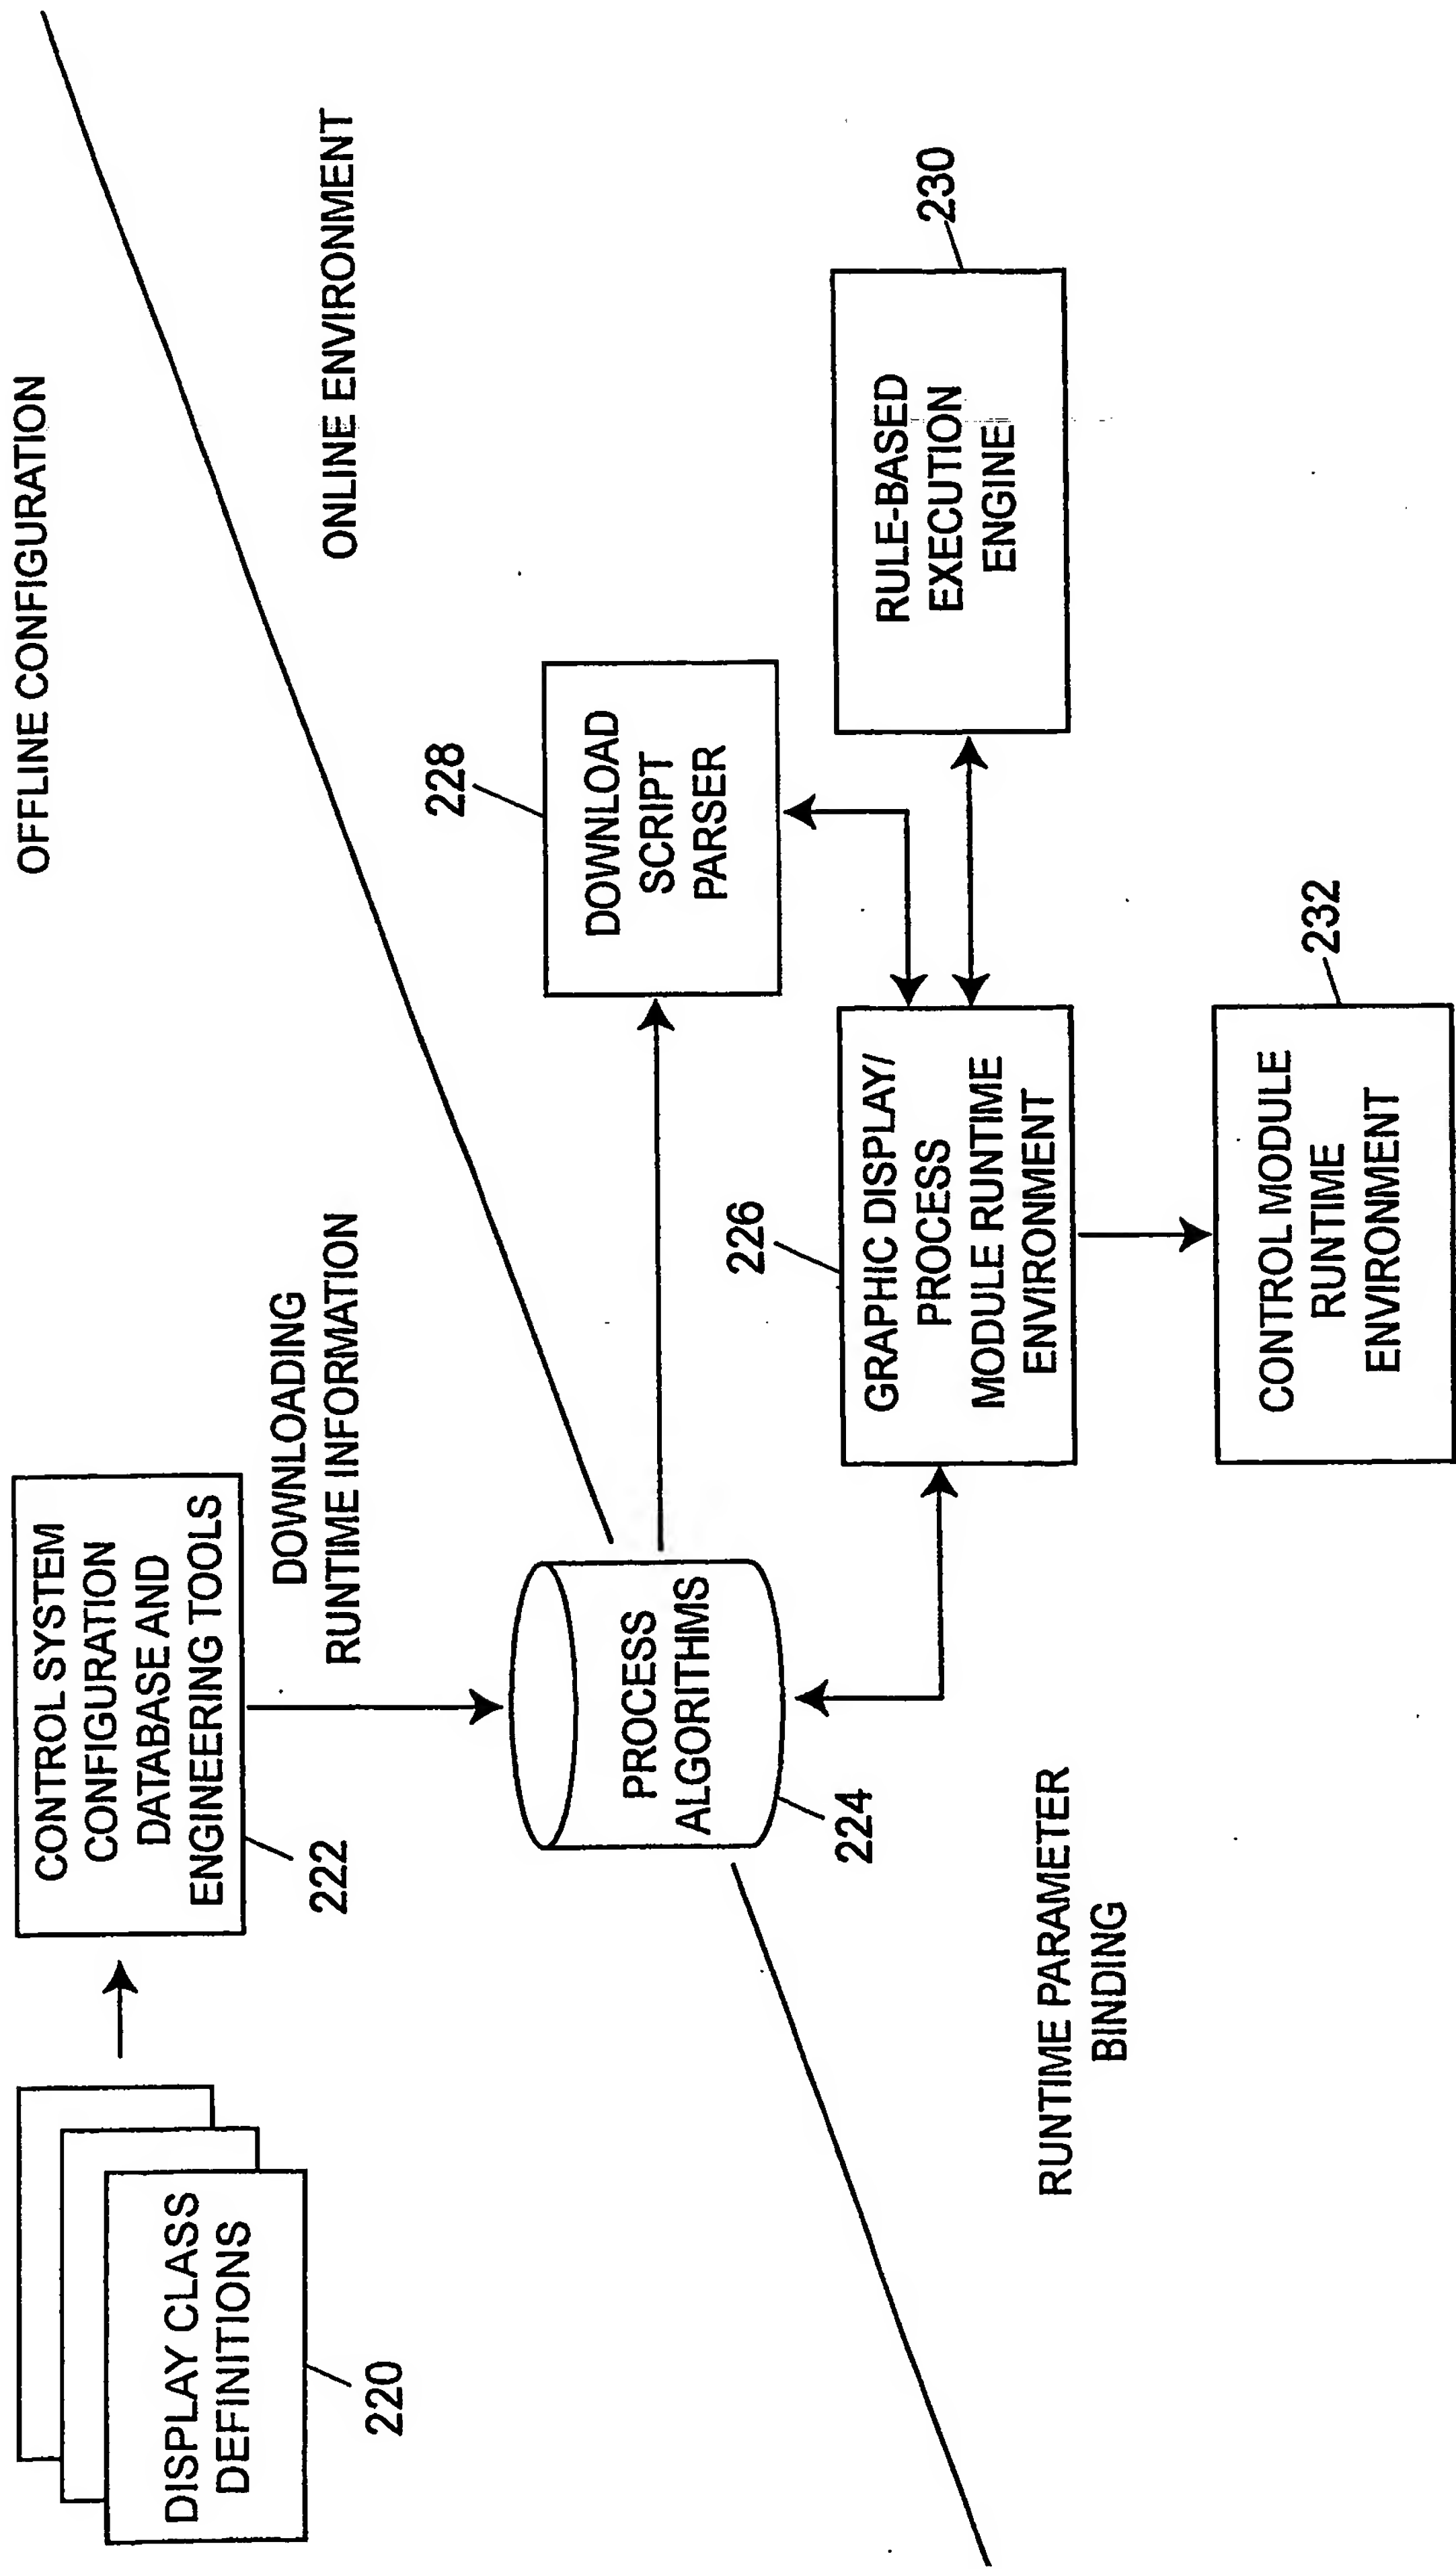 OFFLINE CONFIGURATION
CONTROL SYSTEM
CONFIGURATION
DATABASE AND
ENGINEERING TOOLS
222
DISPLAY CLASS
DEFINITIONS
220
DOWNLOADING
RUNTIME INFORMATION
ONLINE ENVIRONMENT
PROCESS
ALGORITHMS
224
228
DOWNLOAD
SCRIPT
PARSER
226
GRAPHIC DISPLAY/
PROCESS
MODULE RUNTIME
ENVIRONMENT
230
RULE-BASED
EXECUTION
ENGINE
RUNTIME PARAMETER
BINDING
232
CONTROL MODULE
RUNTIME
ENVIRONMENT